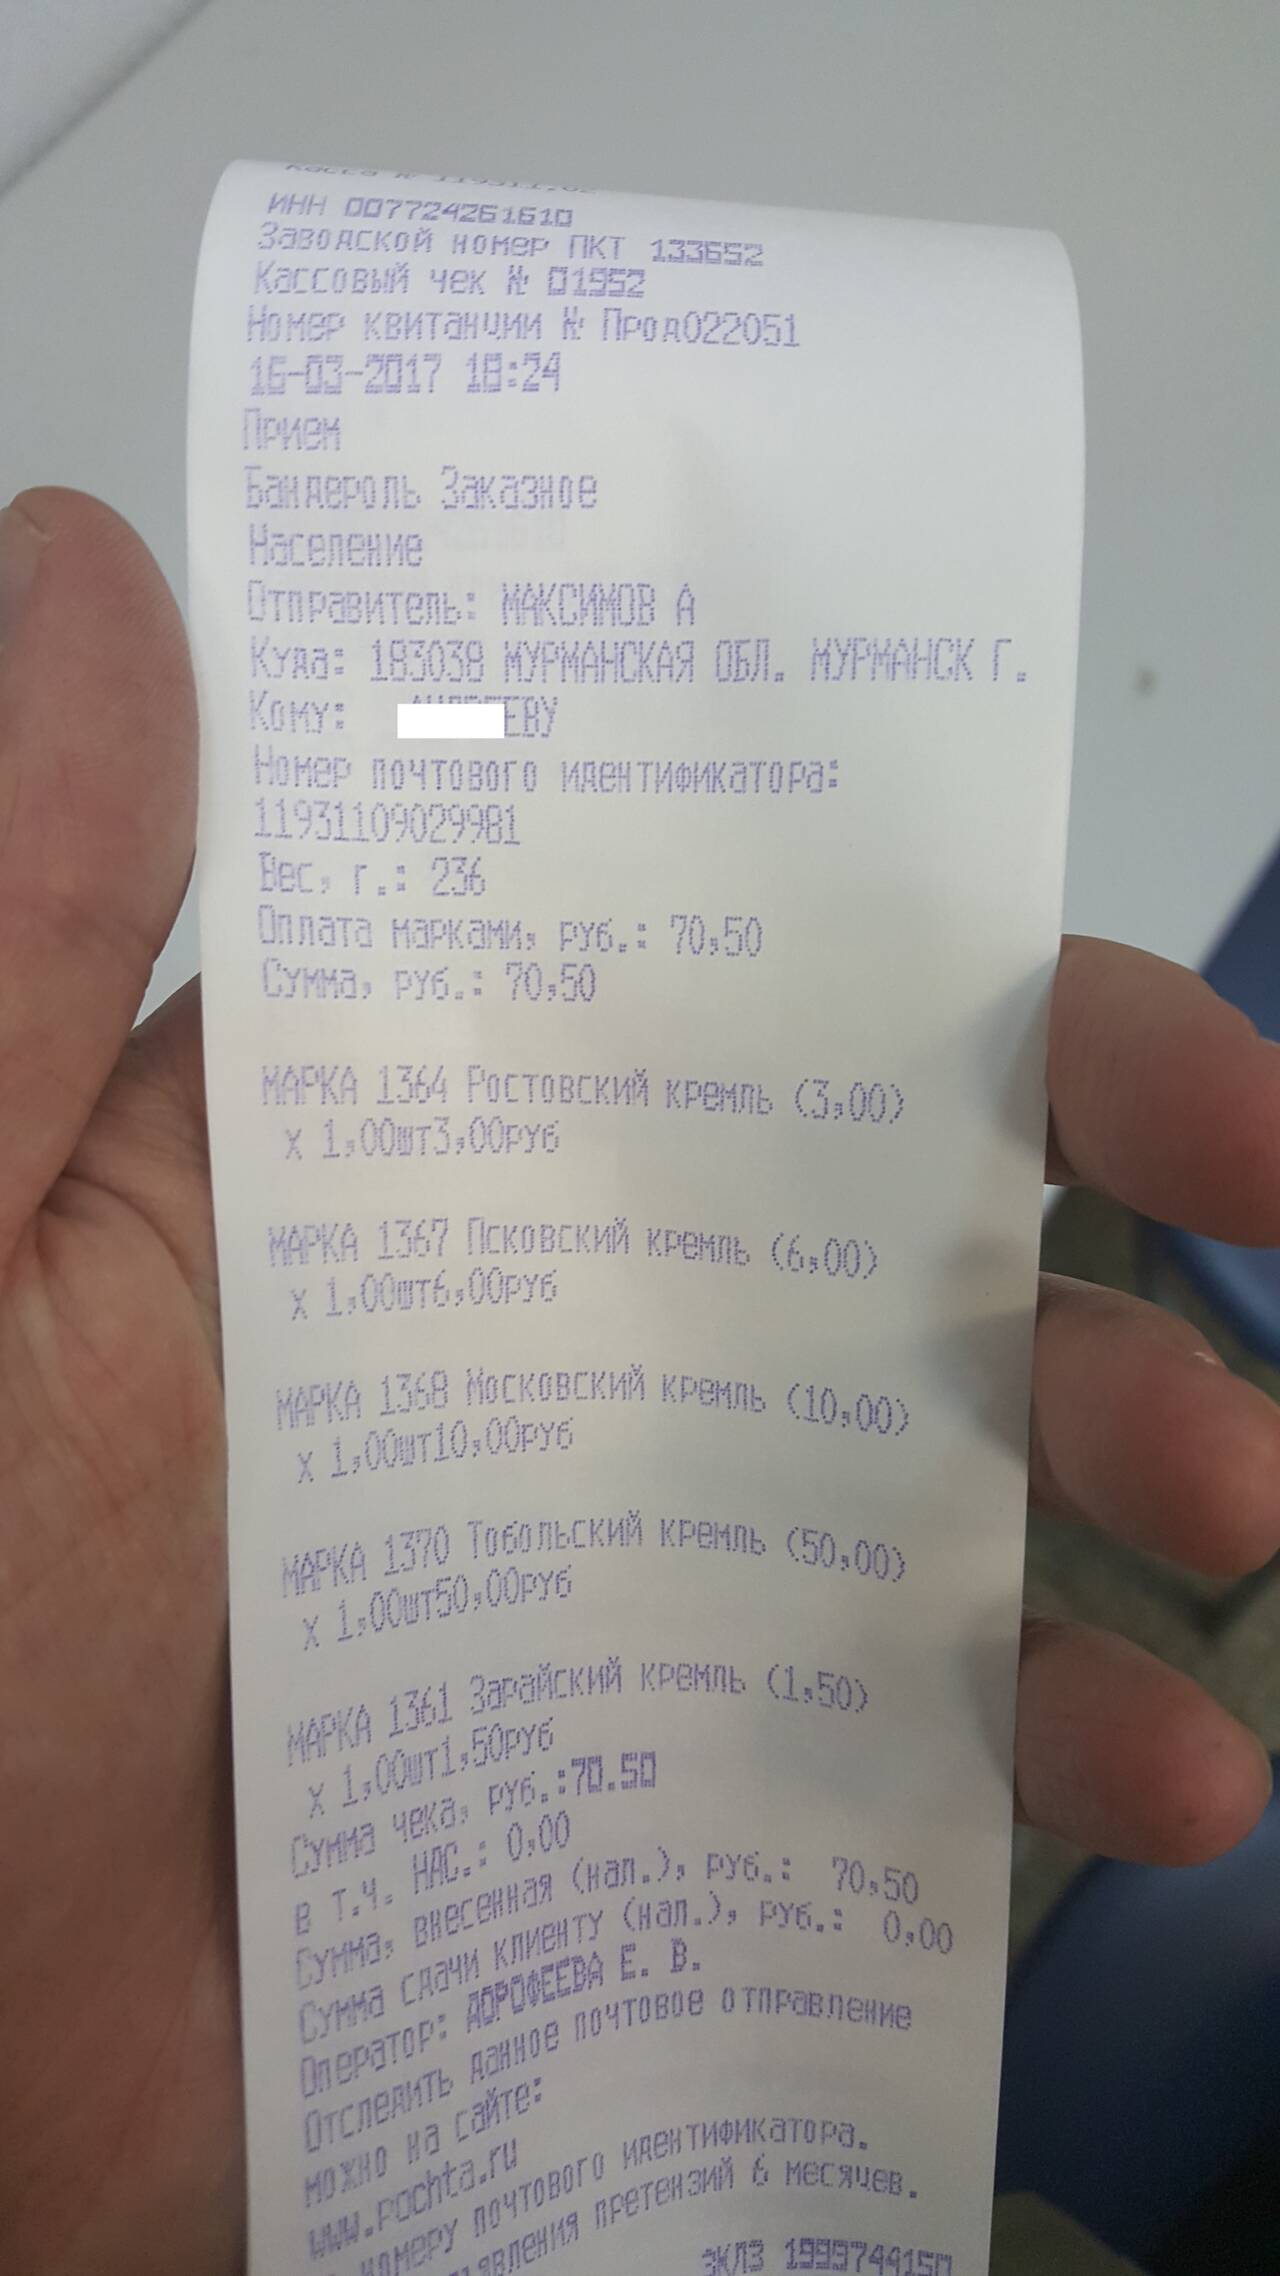 ИНН 007724261610
Заводской номер ПКТ 133652
Кассовый чек № 01952
Номер квитанции № Прод022051
16-03-2017 18:24
Прием
Бандероль Заказное
Население
Отправитель: МАКСИМОВ А
Куда: 183038 МУРМАНСКАЯ ОБЛ. МУРМАНСК Г.
Кому: ЕВУ
Номер почтового идентификатора:
11931109029981
Вес, г.: 236
Оплата марками, руб.: 70,50
Сумма, руб.: 70,50
МАРКА 1364 Ростовский кремль (3,00)
х 1,00шт3,00руб
МАРКА 1367 Псковский кремль (6,00)
х 1,00шт6,00руб
МАРКА 1368 Московский кремль (10,00)
х 1,00шт10,00руб
МАРКА 1370 Тобольский кремль (50,00)
х 1,00шт50,00руб
МАРКА 1361 Зарайский кремль (1,50)
х 1,00шт1,50руб
Сумма чека, руб.:70.50
в т.ч. НДС.: 0,00
Сумма, внесенная (нал.), руб.: 70,50
Сумма сдачи клиенту (нал.), руб.: 0,00
Оператор: ДОРОФЕЕВА Е. В.
Отследить данное почтовое отправление
можно на сайте:
www.pochta.ru
номеру почтового идентификатора.
претензий 6 месяцев.
ЭКЛЗ 1999744150